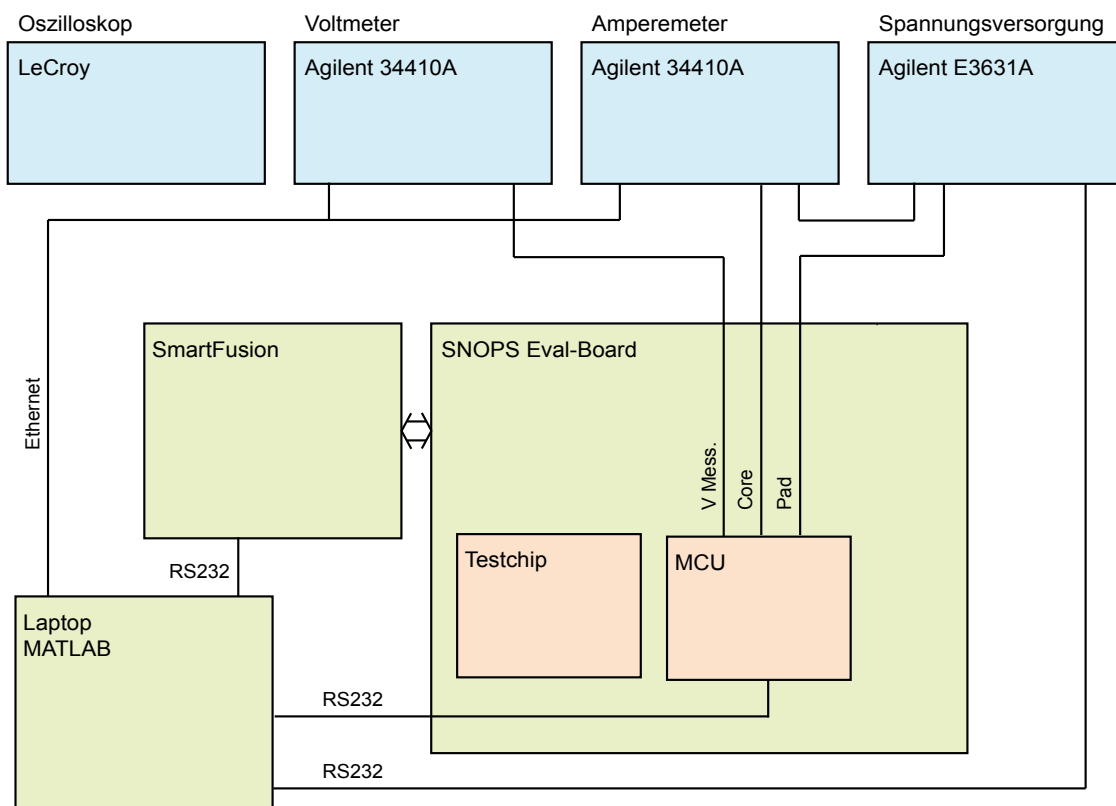 Oszilloskop
Voltmeter
Amperemeter
Spannungsversorgung
LeCroy
Agilent 34410A
Agilent 34410A
Agilent E3631A
SmartFusion
SNOPS Eval-Board
Ethernet
V Mess.
Core
Pad
Testchip
MCU
RS232
Laptop
MATLAB
RS232
RS232